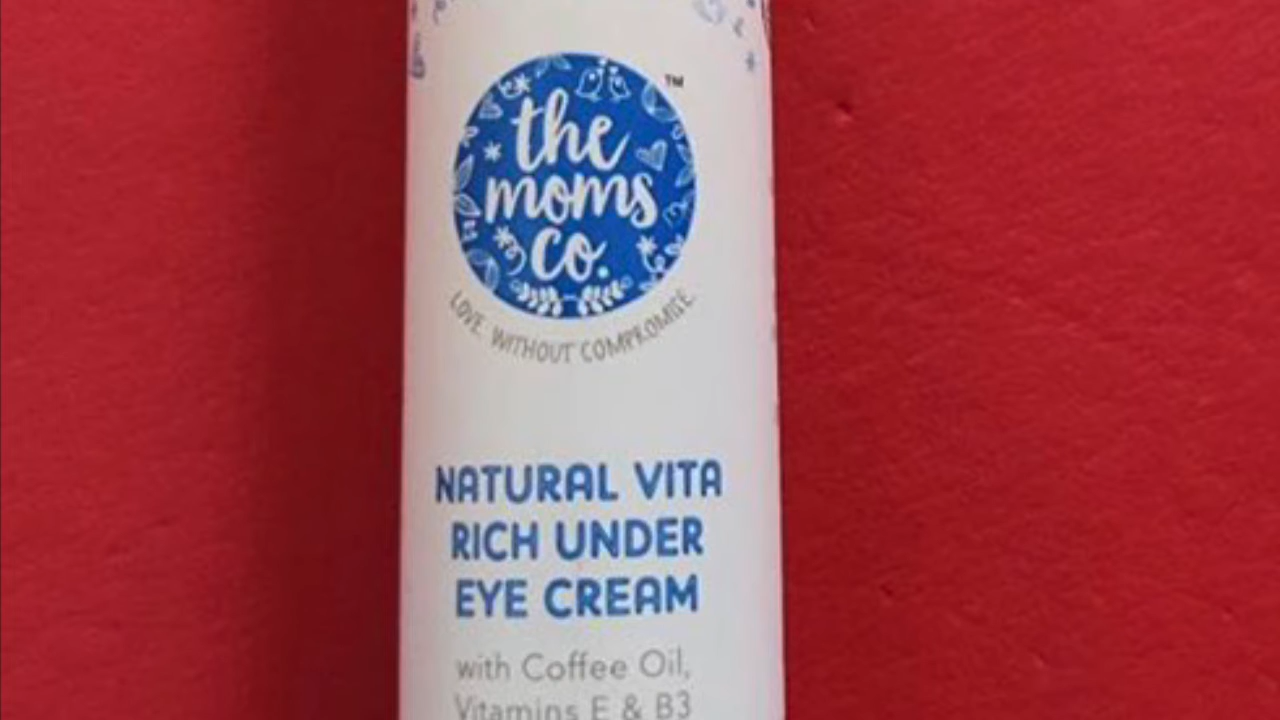 the
moms
co.
TM
LOVE. WITHOUT COMPROMISE
NATURAL VITA
RICH UNDER
EYE CREAM
with Coffee Oil,
Vitamins E & B3